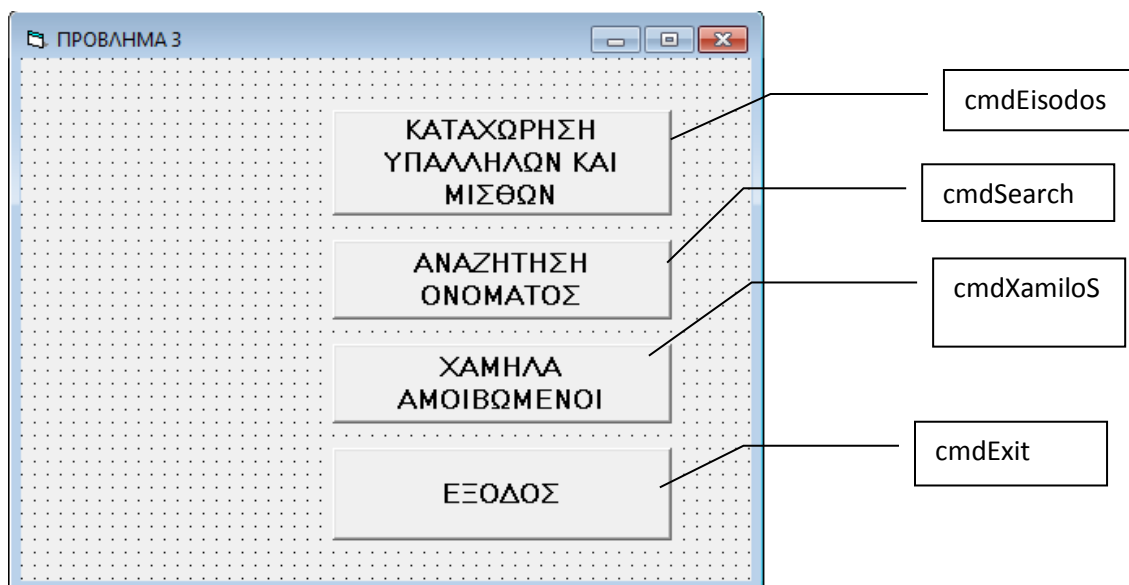 ΠΡΟΒΛΗΜΑ 3
ΚΑΤΑΧΩΡΗΣΗ
ΥΠΑΛΛΗΛΩΝ ΚΑΙ
ΜΙΣΘΩΝ
cmdEisodos
ΑΝΑΖΗΤΗΣΗ
ΟΝΟΜΑΤΟΣ
cmdSearch
ΧΑΜΗΛΑ
ΑΜΟΙΒΩΜΕΝΟΙ
cmdXamiloS
ΕΞΟΔΟΣ
cmdExit